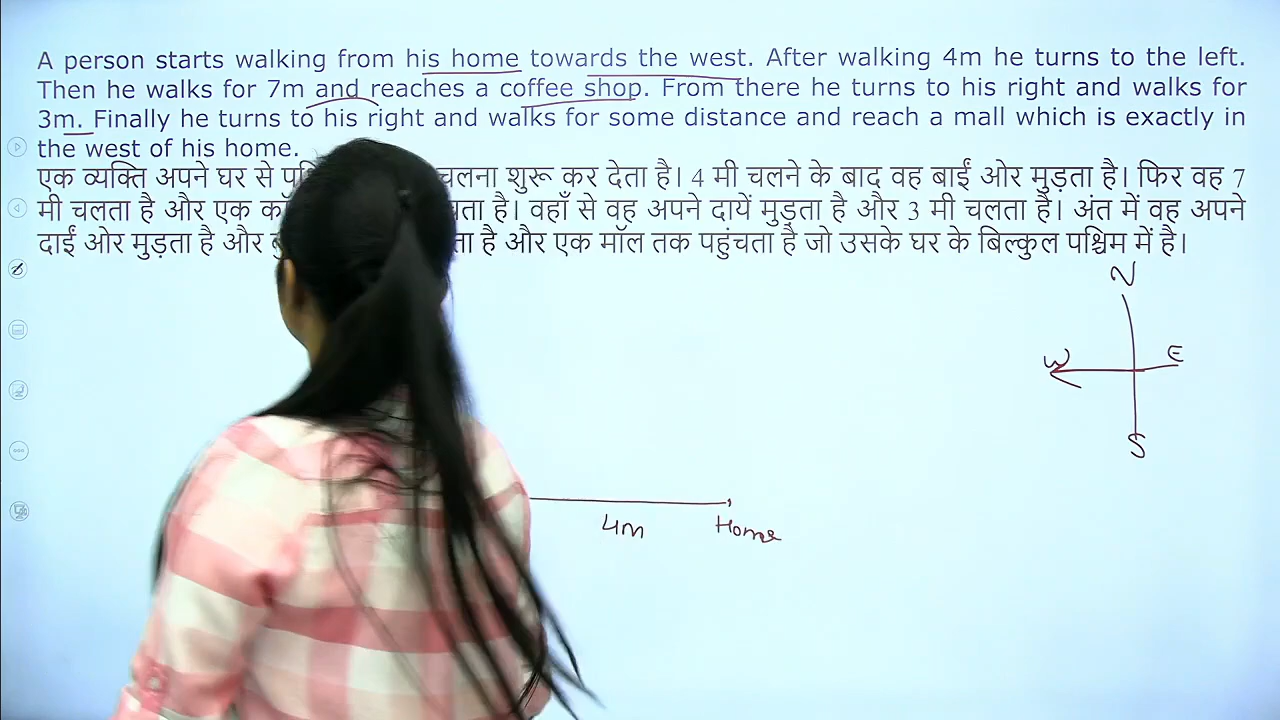 A person starts walking from his home towards the west. After walking 4m he turns to the left.
Then he walks for 7m and reaches a coffee shop. From there he turns to his right and walks for
3m. Finally he turns to his right and walks for some distance and reach a mall which is exactly in
the west of his home.
एक व्यक्ति अपने घर से चलना शुरू कर देता है। 4 मी चलने के बाद वह बाईं ओर मुड़ता है। फिर वह 7
मी चलता है और एक है। वहाँ से वह अपने दायें मुड़ता है और 3 मी चलता है। अंत में वह अपने
दाईं ओर मुड़ता है और है और एक मॉल तक पहुंचता है जो उसके घर के बिल्कुल पश्चिम में है।
N
W E
S
4m Home